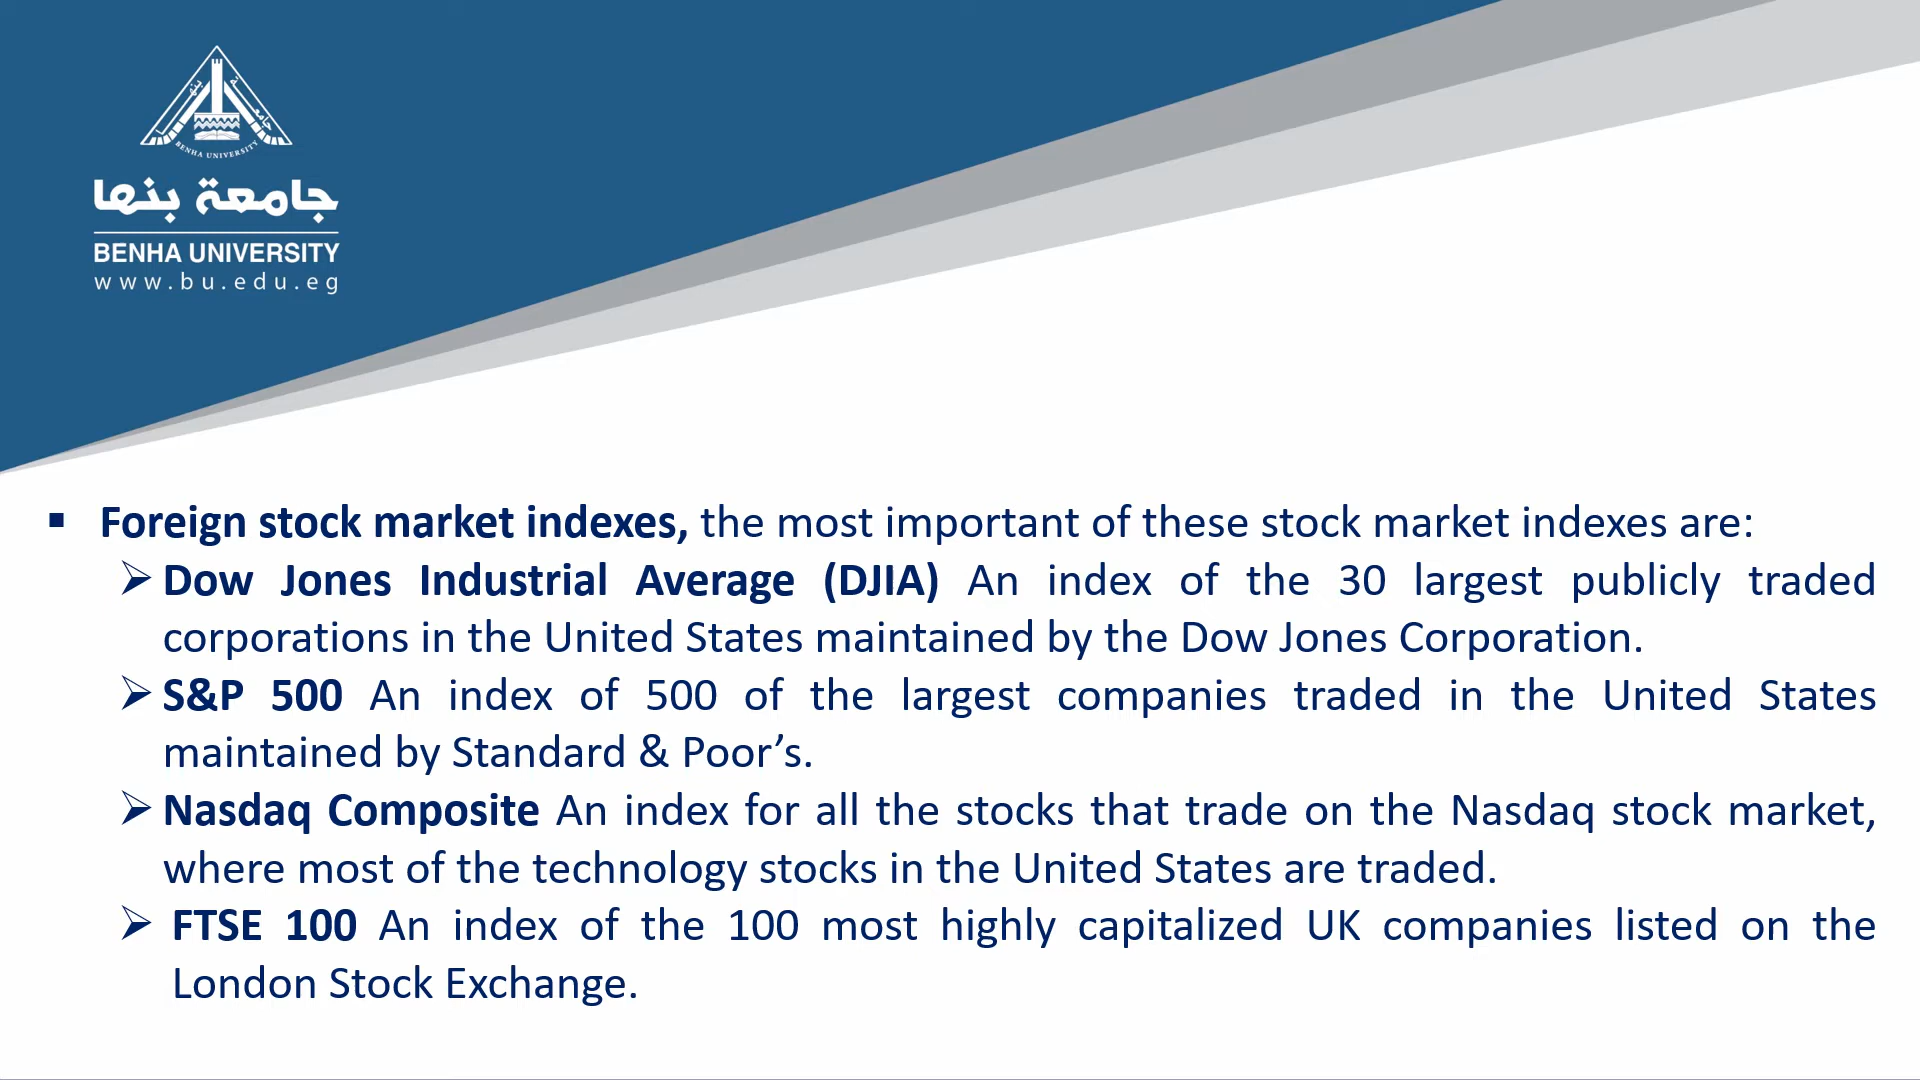 BENHA UNIVERSITY
جامعة بنها
BENHA UNIVERSITY
www.bu.edu.eg
▪ Foreign stock market indexes, the most important of these stock market indexes are:
➢ Dow Jones Industrial Average (DJIA) An index of the 30 largest publicly traded
corporations in the United States maintained by the Dow Jones Corporation.
➢ S&P 500 An index of 500 of the largest companies traded in the United States
maintained by Standard & Poor’s.
➢ Nasdaq Composite An index for all the stocks that trade on the Nasdaq stock market,
where most of the technology stocks in the United States are traded.
➢ FTSE 100 An index of the 100 most highly capitalized UK companies listed on the
London Stock Exchange.